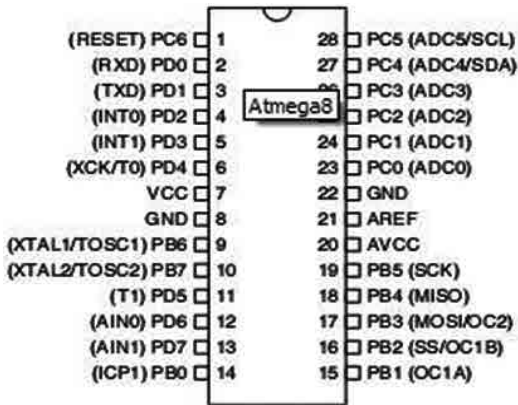 (RESET) PC6 1 28 PC5 (ADC5/SCL)
(RXD) PD0 2 27 PC4 (ADC4/SDA)
(TXD) PD1 3 PC3 (ADC3)
Atmega8
(INT0) PD2 4 PC2 (ADC2)
(INT1) PD3 5 24 PC1 (ADC1)
(XCK/T0) PD4 6 23 PC0 (ADC0)
VCC 7 22 GND
GND 8 21 AREF
(XTAL1/TOSC1) PB6 9 20 AVCC
(XTAL2/TOSC2) PB7 10 19 PB5 (SCK)
(T1) PD5 11 18 PB4 (MISO)
(AIN0) PD6 12 17 PB3 (MOSI/OC2)
(AIN1) PD7 13 16 PB2 (SS/OC1B)
(ICP1) PB0 14 15 PB1 (OC1A)